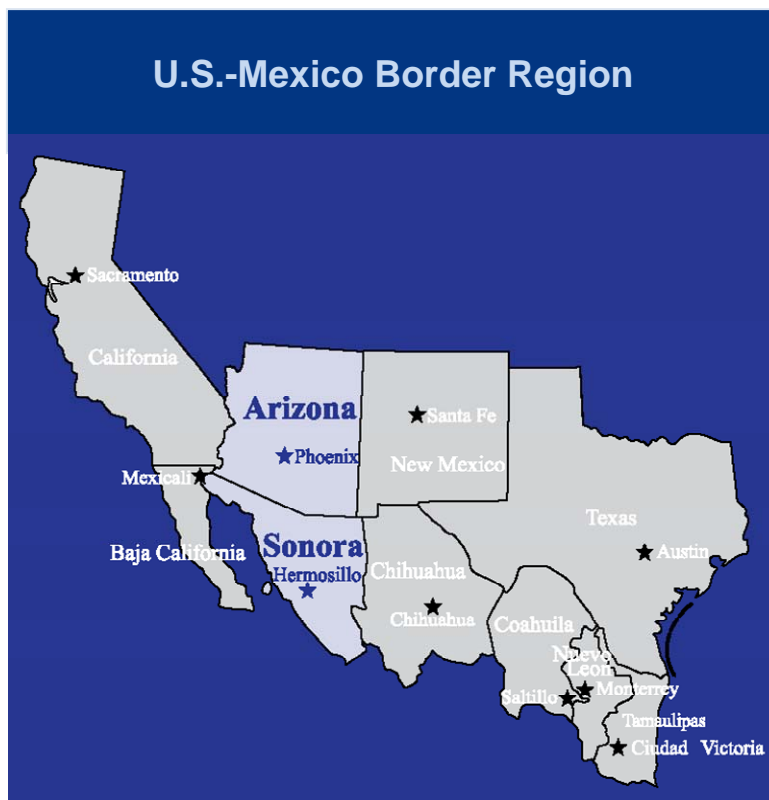 U.S.-Mexico Border Region
Sacramento
California
Arizona
Santa Fe
Phoenix
New Mexico
Mexicali
Texas
Baja California
Sonora
Austin
Hermosillo
Chihuahua
Chihuahua
Coahuila
Nuevo
Leon
Monterrey
Saltillo
Tamaulipas
Ciudad Victoria